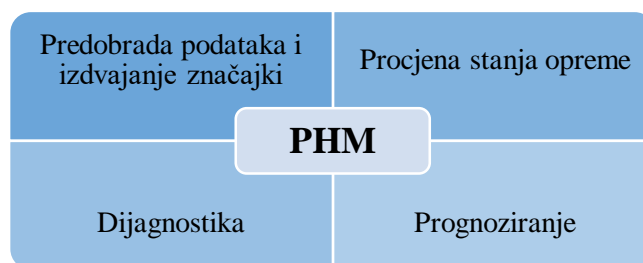 Predobrada podataka i
izdvajanje značajki
Procjena stanja opreme
PHM
Dijagnostika
Prognoziranje